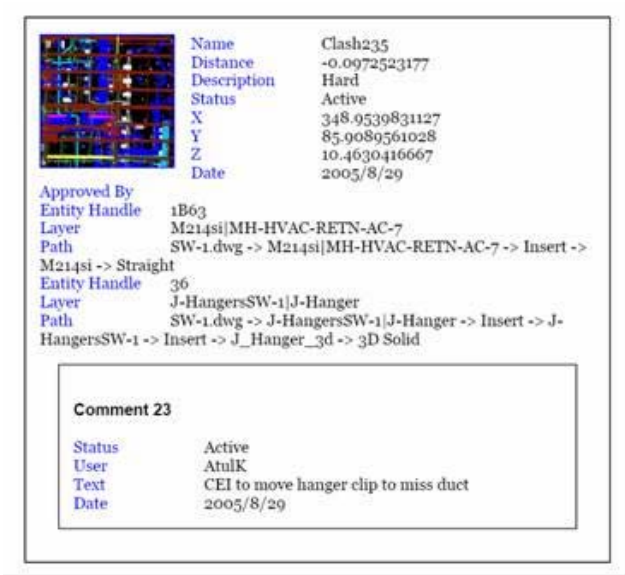 Name Clash235
Distance -0.0972523177
Description Hard
Status Active
X 348.9539831127
Y 85.9089561028
Z 10.4630416667
Date 2005/8/29
Approved By
Entity Handle 1B63
Layer M214si|MH-HVAC-RETN-AC-7
Path SW-1.dwg -> M214si|MH-HVAC-RETN-AC-7 -> Insert ->
M214si -> Straight
Entity Handle 36
Layer J-HangersSW-1|J-Hanger
Path SW-1.dwg -> J-HangersSW-1|J-Hanger -> Insert -> J-
HangersSW-1 -> Insert -> J_Hanger_3d -> 3D Solid
Comment 23
Status Active
User AtulK
Text CEI to move hanger clip to miss duct
Date 2005/8/29